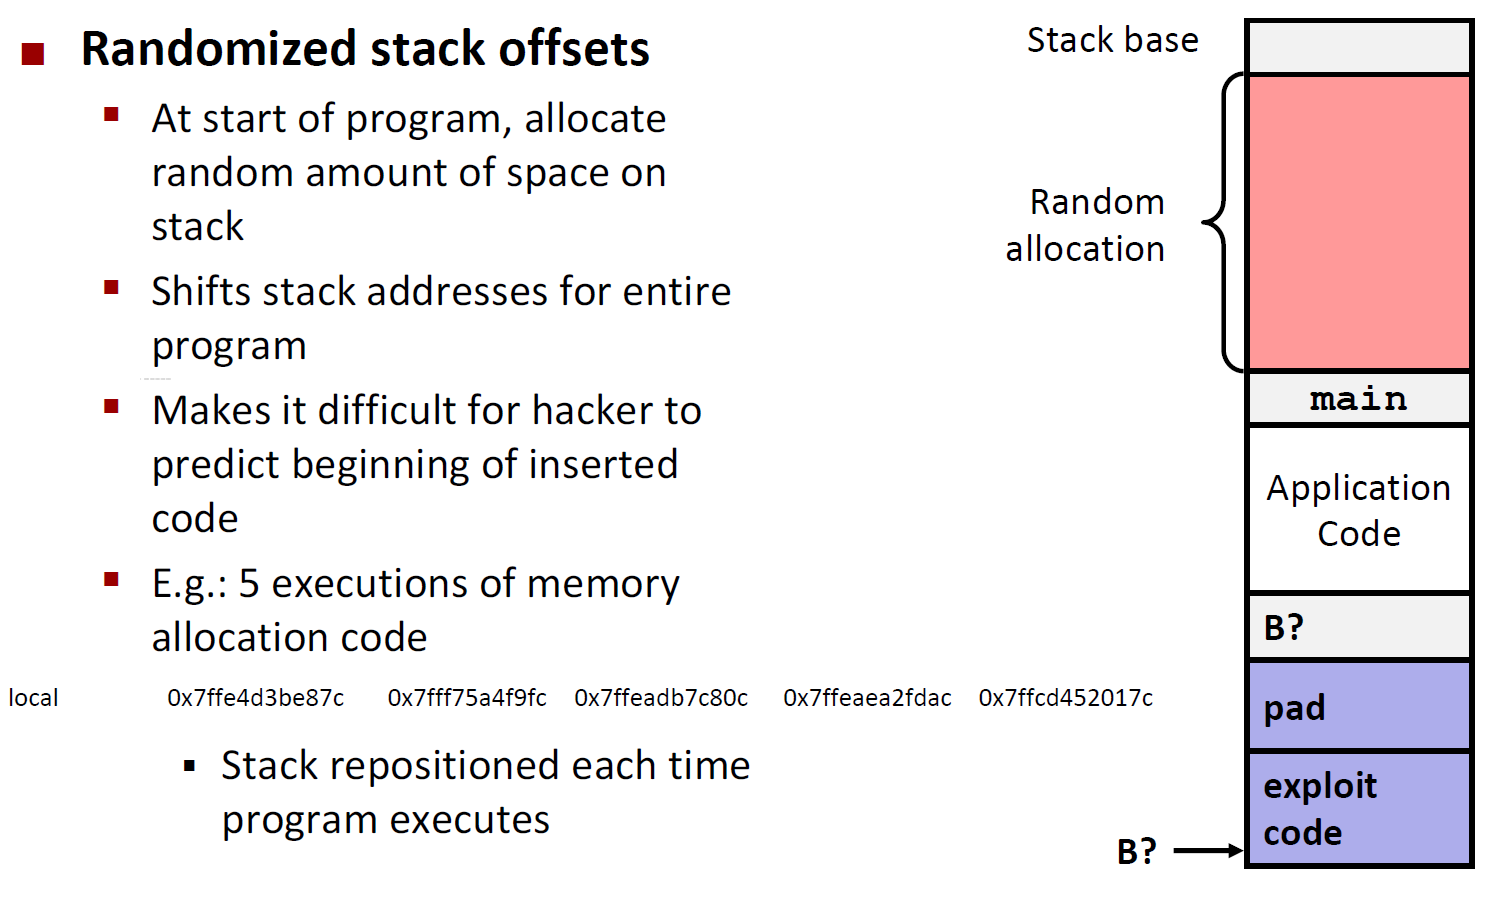 Randomized stack offsets
At start of program, allocate
random amount of space on
stack
Shifts stack addresses for entire
program
Makes it difficult for hacker to
predict beginning of inserted
code
E.g.: 5 executions of memory
allocation code
local 0x7ffe4d3be87c 0x7fff75a4f9fc 0x7ffeadb7c80c 0x7ffeaea2fdac 0x7ffcd452017c
Stack repositioned each time
program executes
Stack base
Random
allocation
main
Application
Code
B?
pad
exploit
code
B?